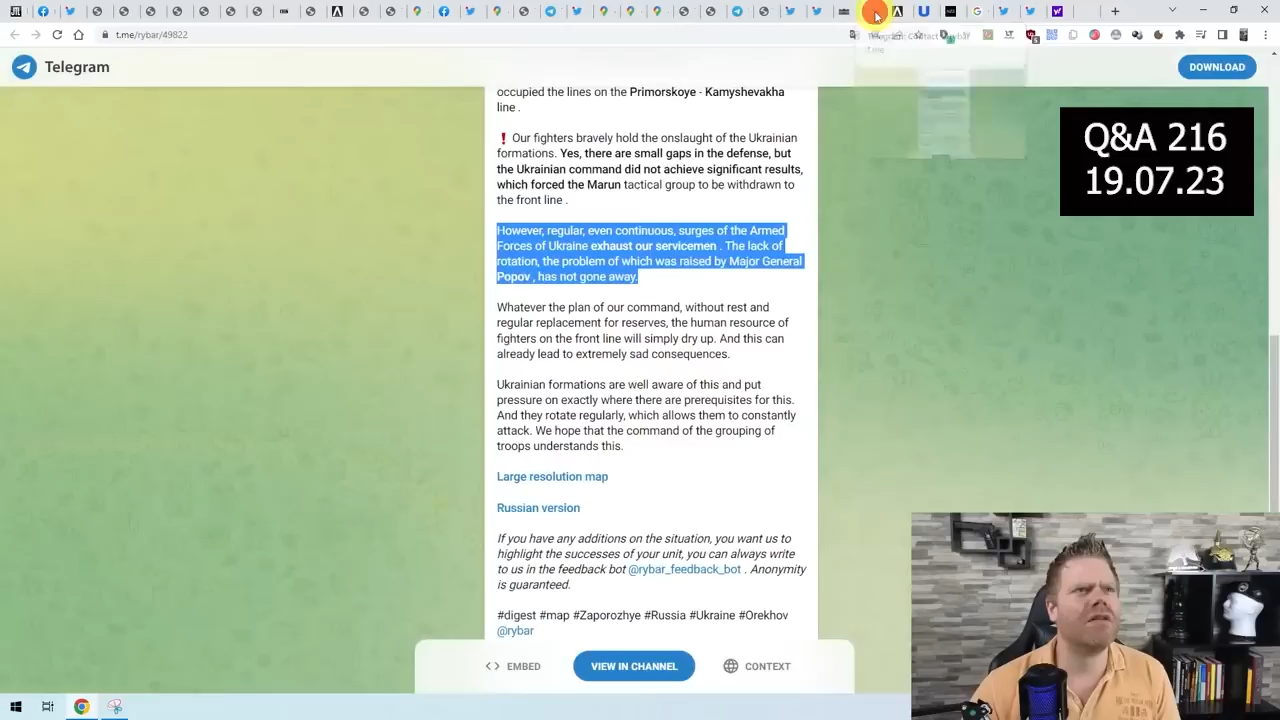 t.me/rybar/49822
Telegram: Contact @rybar
t.me
Telegram
DOWNLOAD
occupied the lines on the Primorskoye - Kamyshevakha
line .
Q&A 216
19.07.23
❗ Our fighters bravely hold the onslaught of the Ukrainian
formations. Yes, there are small gaps in the defense, but
the Ukrainian command did not achieve significant results,
which forced the Marun tactical group to be withdrawn to
the front line .
However, regular, even continuous, surges of the Armed
Forces of Ukraine exhaust our servicemen . The lack of
rotation, the problem of which was raised by Major General
Popov , has not gone away.
Whatever the plan of our command, without rest and
regular replacement for reserves, the human resource of
fighters on the front line will simply dry up. And this can
already lead to extremely sad consequences.
Ukrainian formations are well aware of this and put
pressure on exactly where there are prerequisites for this.
And they rotate regularly, which allows them to constantly
attack. We hope that the command of the grouping of
troops understands this.
Large resolution map
Russian version
If you have any additions on the situation, you want us to
highlight the successes of your unit, you can always write
to us in the feedback bot @rybar_feedback_bot . Anonymity
is guaranteed.
#digest #map #Zaporozhye #Russia #Ukraine #Orekhov
@rybar
EMBED
VIEW IN CHANNEL
CONTEXT